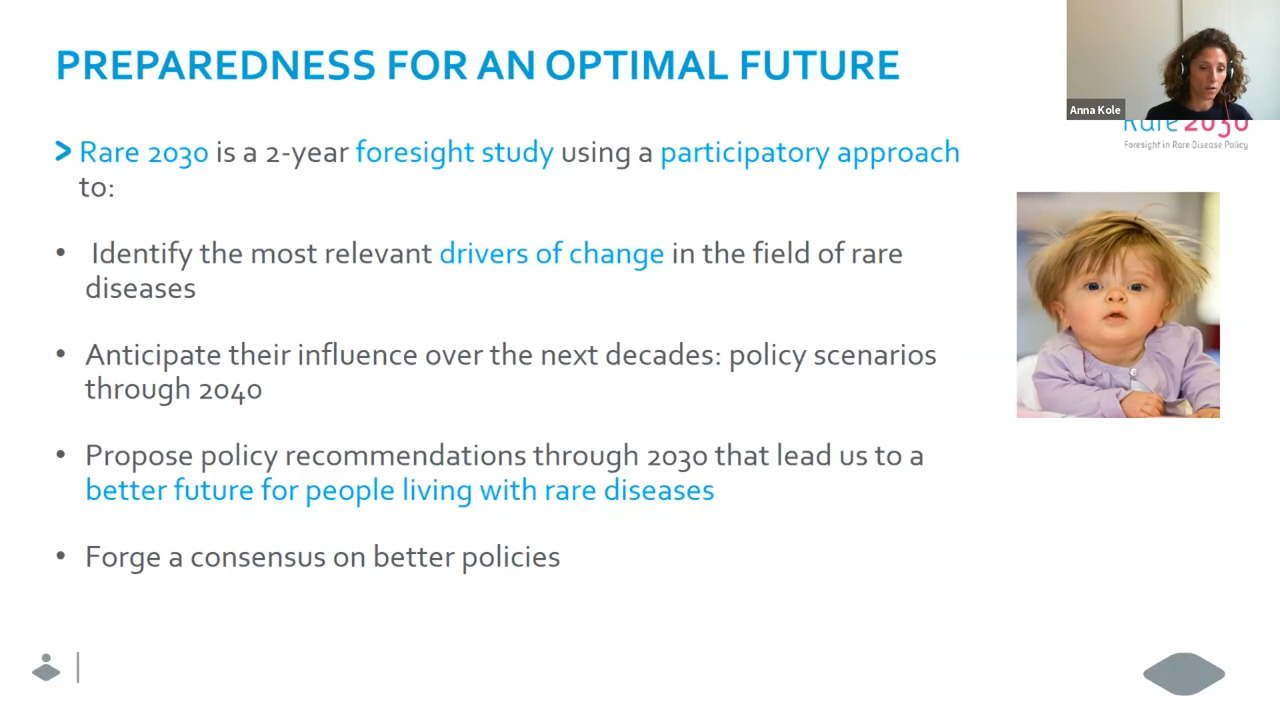 PREPAREDNESS FOR AN OPTIMAL FUTURE
Anna Kole
Rare 2030
Foresight in Rare Disease Policy
> Rare 2030 is a 2-year foresight study using a participatory approach
to:
• Identify the most relevant drivers of change in the field of rare
diseases
• Anticipate their influence over the next decades: policy scenarios
through 2040
• Propose policy recommendations through 2030 that lead us to a
better future for people living with rare diseases
• Forge a consensus on better policies